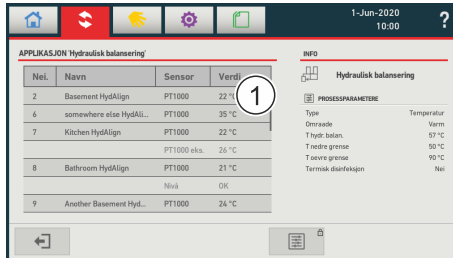 1-Jun-2020
10:00
?
APPLIKASJON 'Hydraulisk balansering'
Nei. Navn Sensor Verdi
2 Basement HydAlign PT1000 22 °C
6 somewhere else HydAli... PT1000 35 °C
7 Kitchen HydAlign PT1000 22 °C
PT1000 eks. 26 °C
8 Bathroom HydAlign PT1000 21 °C
Nivå OK
9 Another Basement Hyd... PT1000 24 °C
1
INFO
Hydraulisk balansering
PROSESSPARAMETERE
Type Temperatur
Omraade Varm
T hydr. balan. 57 °C
T nedre grense 50 °C
T oevre grense 90 °C
Termisk disinfeksjon Nei